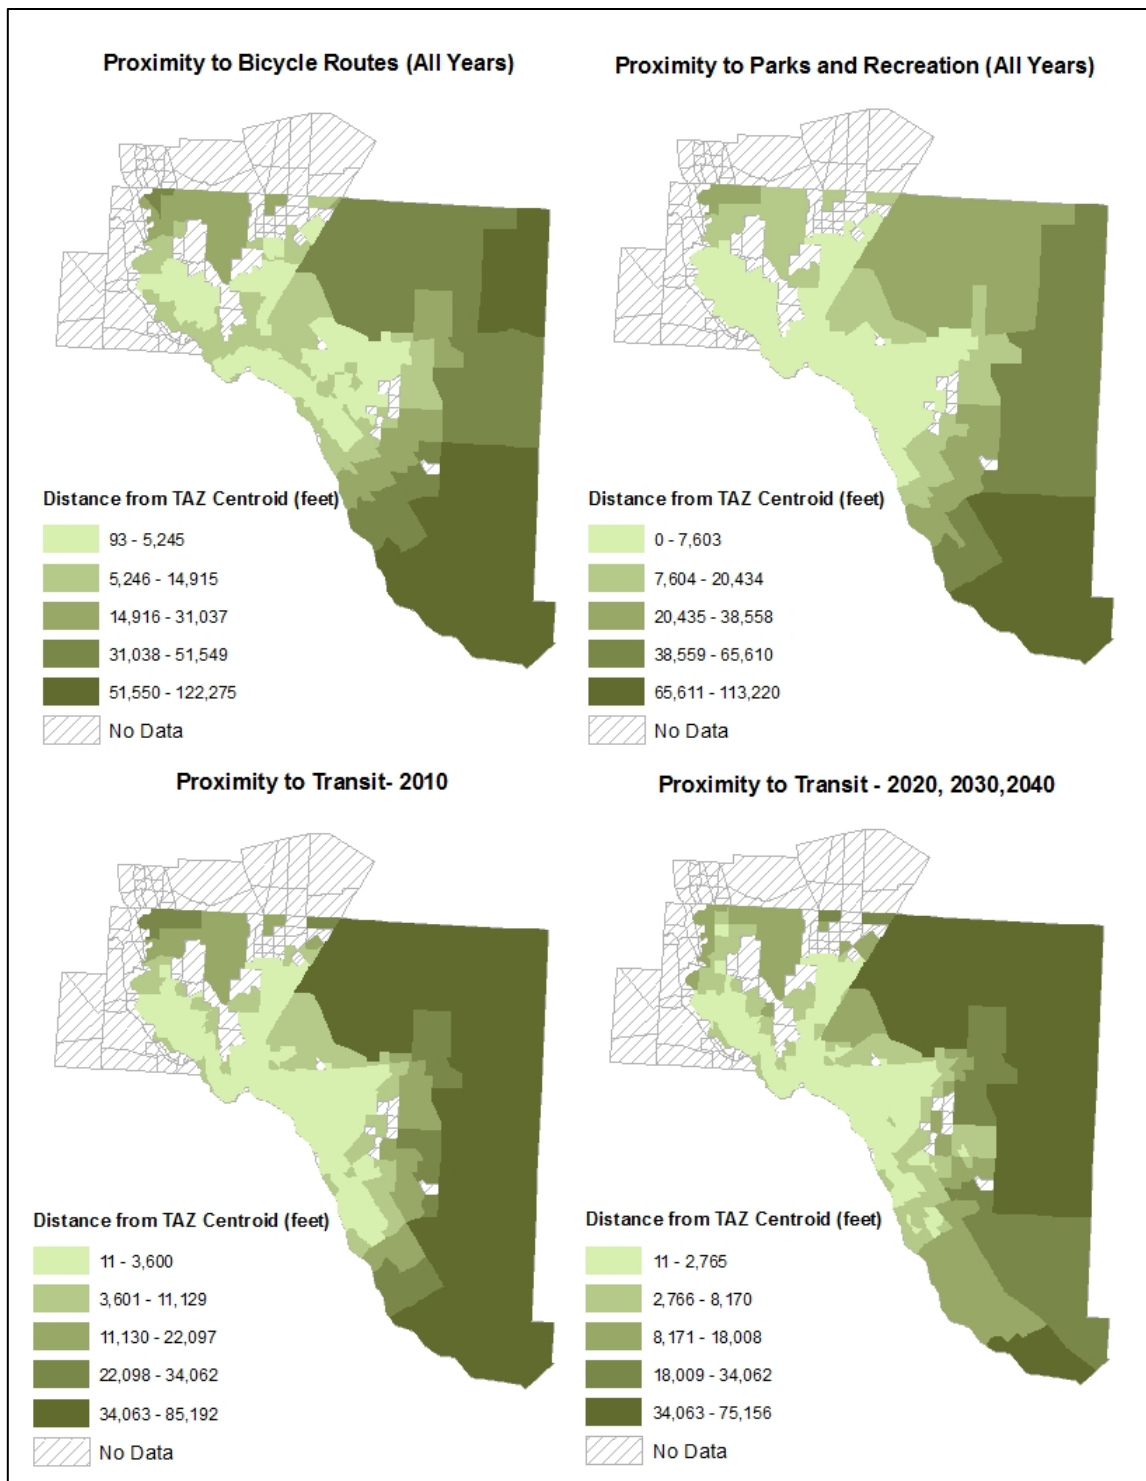 Proximity to Bicycle Routes (All Years)
Proximity to Parks and Recreation (All Years)
Distance from TAZ Centroid (feet)
93 - 5,245
5,246 - 14,915
14,916 - 31,037
31,038 - 51,549
51,550 - 122,275
No Data
Distance from TAZ Centroid (feet)
0 - 7,603
7,604 - 20,434
20,435 - 38,558
38,559 - 65,610
65,611 - 113,220
No Data
Proximity to Transit- 2010
Proximity to Transit - 2020, 2030,2040
Distance from TAZ Centroid (feet)
11 - 3,600
3,601 - 11,129
11,130 - 22,097
22,098 - 34,062
34,063 - 85,192
No Data
Distance from TAZ Centroid (feet)
11 - 2,765
2,766 - 8,170
8,171 - 18,008
18,009 - 34,062
34,063 - 75,156
No Data